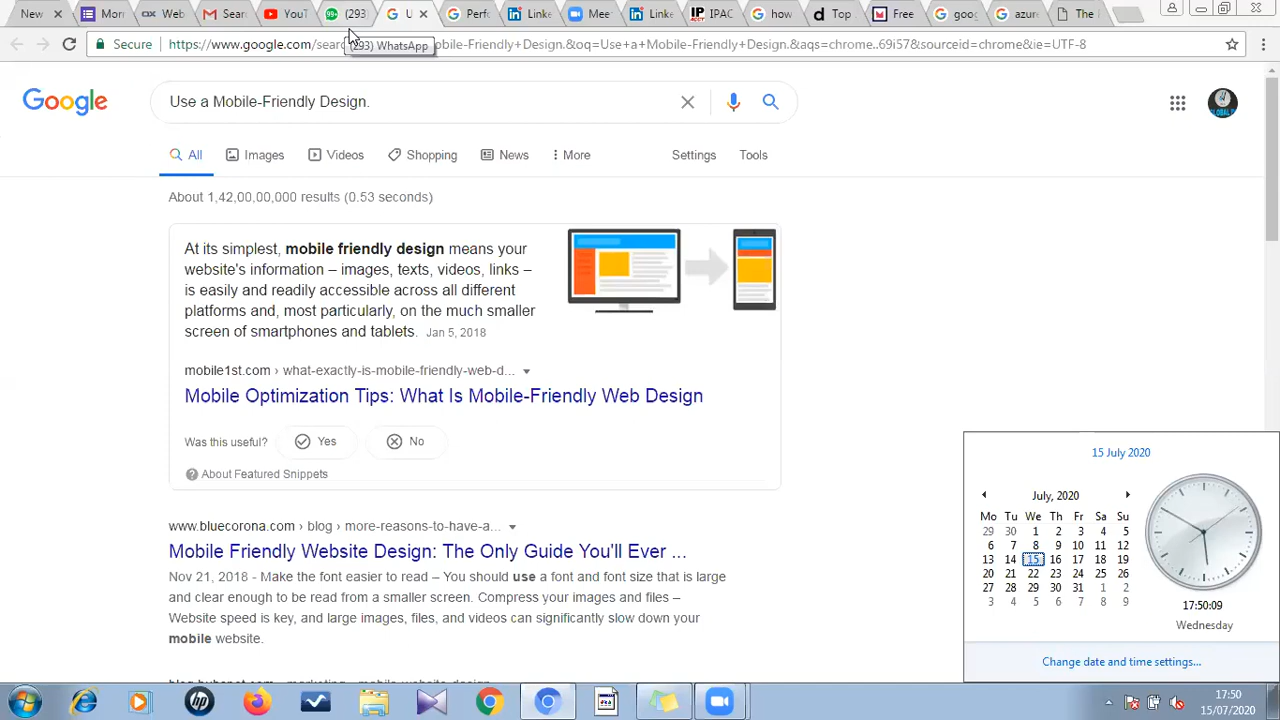 New
Mon
Web
Sear
YouT
(293
U
Perf
Linke
Mee
Linke
IPAC
how
Top
Free
goog
azure
The
Secure
https://www.google.com/sear
obile-Friendly+Design.&oq=Use+a+Mobile-Friendly+Design.&aqs=chrome..69i57&sourceid=chrome&ie=UTF-8
(293) WhatsApp
Google
Use a Mobile-Friendly Design.
All
Images
Videos
Shopping
News
More
Settings
Tools
About 1,42,00,00,000 results (0.53 seconds)
At its simplest, mobile friendly design means your
website's information – images, texts, videos, links –
is easily and readily accessible across all different
platforms and, most particularly, on the much smaller
screen of smartphones and tablets. Jan 5, 2018
mobile1st.com › what-exactly-is-mobile-friendly-web-d...
Mobile Optimization Tips: What Is Mobile-Friendly Web Design
Was this useful? Yes No
About Featured Snippets
www.bluecorona.com › blog › more-reasons-to-have-a...
Mobile Friendly Website Design: The Only Guide You'll Ever ...
Nov 21, 2018 - Make the font easier to read – You should use a font and font size that is large
and clear enough to be read from a smaller screen. Compress your images and files –
Website speed is key, and large images, files, and videos can significantly slow down your
mobile website.
15 July 2020
July, 2020
Mo Tu We Th Fr Sa Su
29 30 1 2 3 4 5
6 7 8 9 10 11 12
13 14 15 16 17 18 19
20 21 22 23 24 25 26
27 28 29 30 31 1 2
3 4 5 6 7 8 9
17:50:09
Wednesday
Change date and time settings...
17:50
15/07/2020